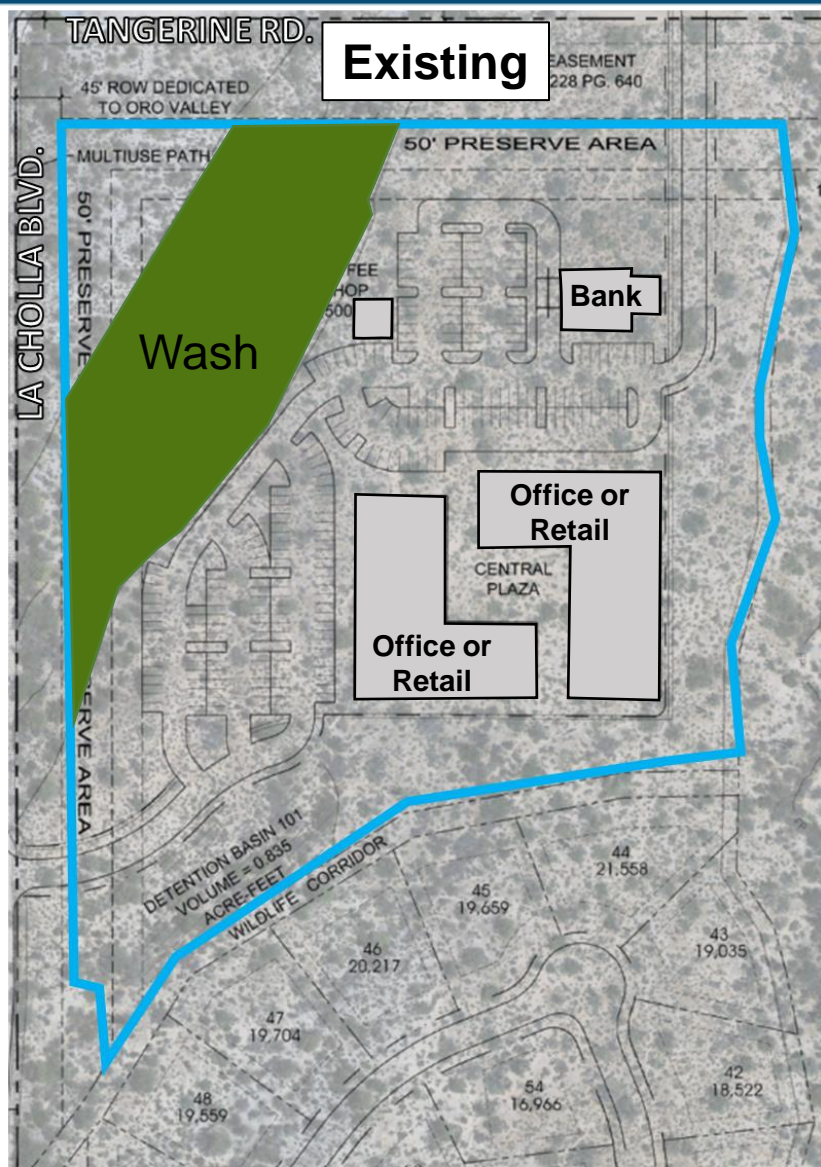 TANGERINE RD.
Existing
EASEMENT
228 PG. 640
45' ROW DEDICATED
TO ORO VALLEY
MULTIUSE PATH
50' PRESERVE AREA
LA CHOLLA BLVD.
50' PRESERVE
FEE
HOP
500
Bank
Wash
Office or
Retail
CENTRAL
PLAZA
Office or
Retail
SERVE AREA
DETENTION BASIN 101
VOLUME = 0.835
ACRE-FEET
WILDLIFE CORRIDOR
44
21.558
45
19.659
46
20.217
43
19,035
47
19.704
48
19,559
54
16,966
42
18,522